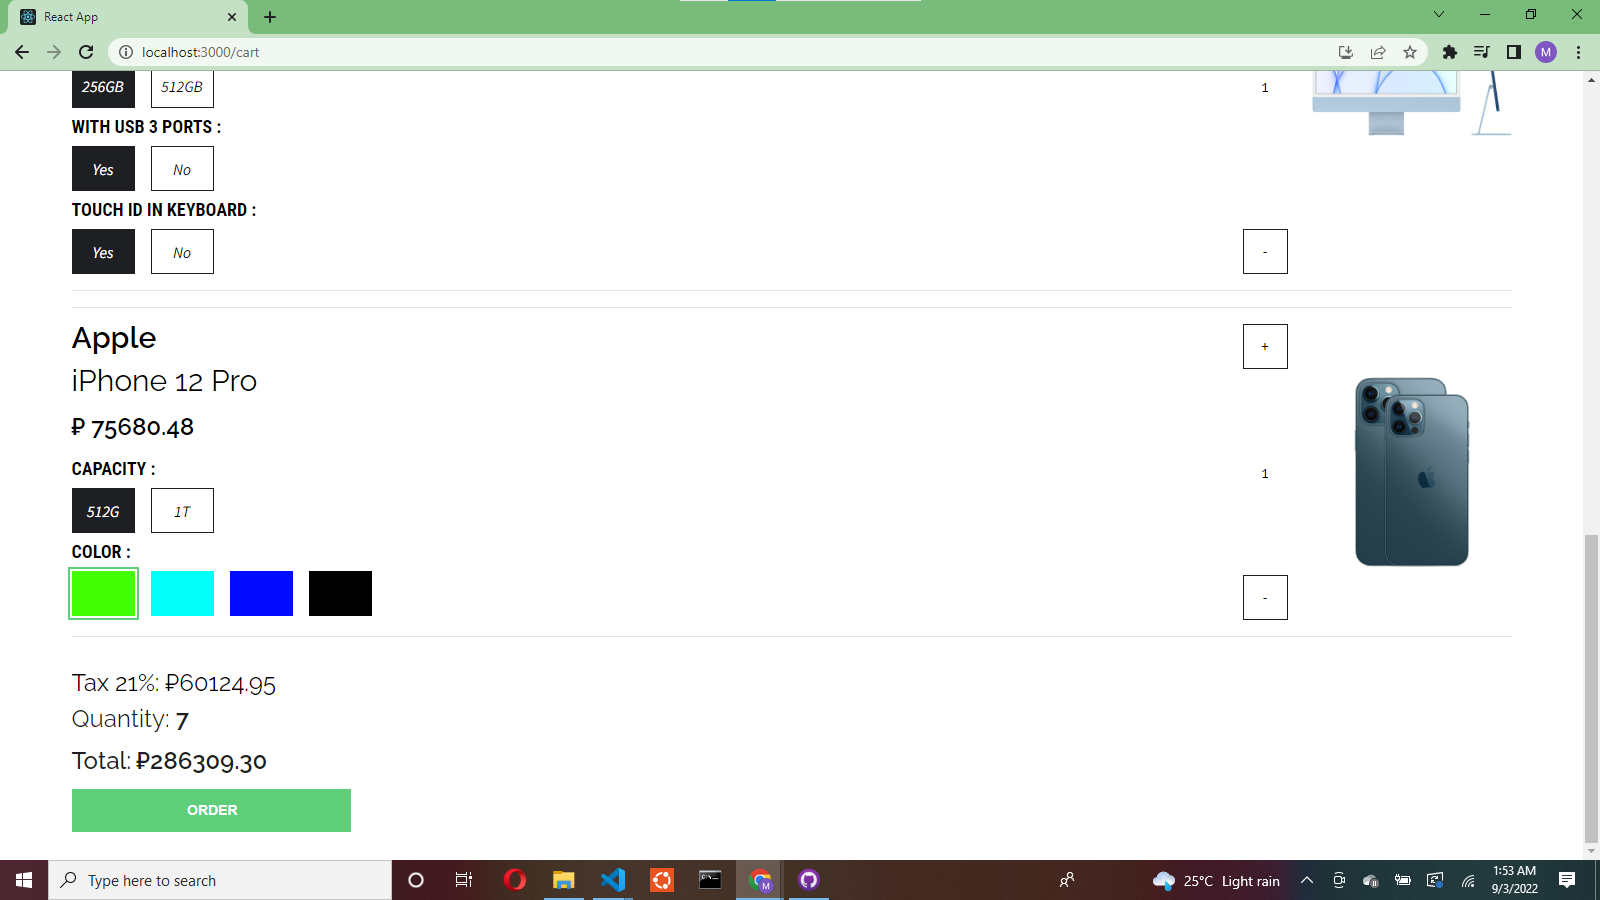 React App
localhost:3000/cart
M
256GB 512GB
1
WITH USB 3 PORTS :
Yes No
TOUCH ID IN KEYBOARD :
Yes No
-
Apple
+
iPhone 12 Pro
₽ 75680.48
CAPACITY :
1
512G 1T
COLOR :
-
Tax 21%: ₽60124.95
Quantity: 7
Total: ₽286309.30
ORDER
Type here to search
M
25°C Light rain
1:53 AM
9/3/2022